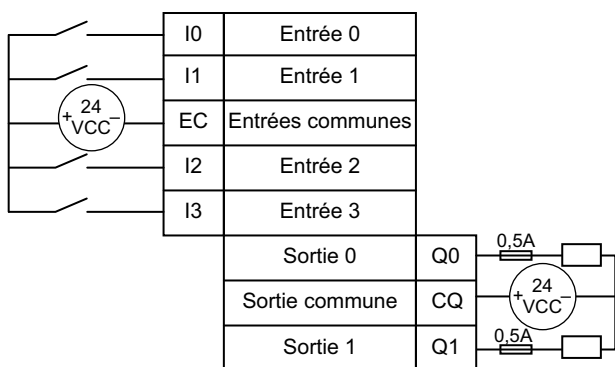 I0 Entrée 0
I1 Entrée 1
+ 24 VCC –
EC Entrées communes
I2 Entrée 2
I3 Entrée 3
Sortie 0 Q0 0,5A
Sortie commune CQ
+ 24 VCC –
Sortie 1 Q1 0,5A